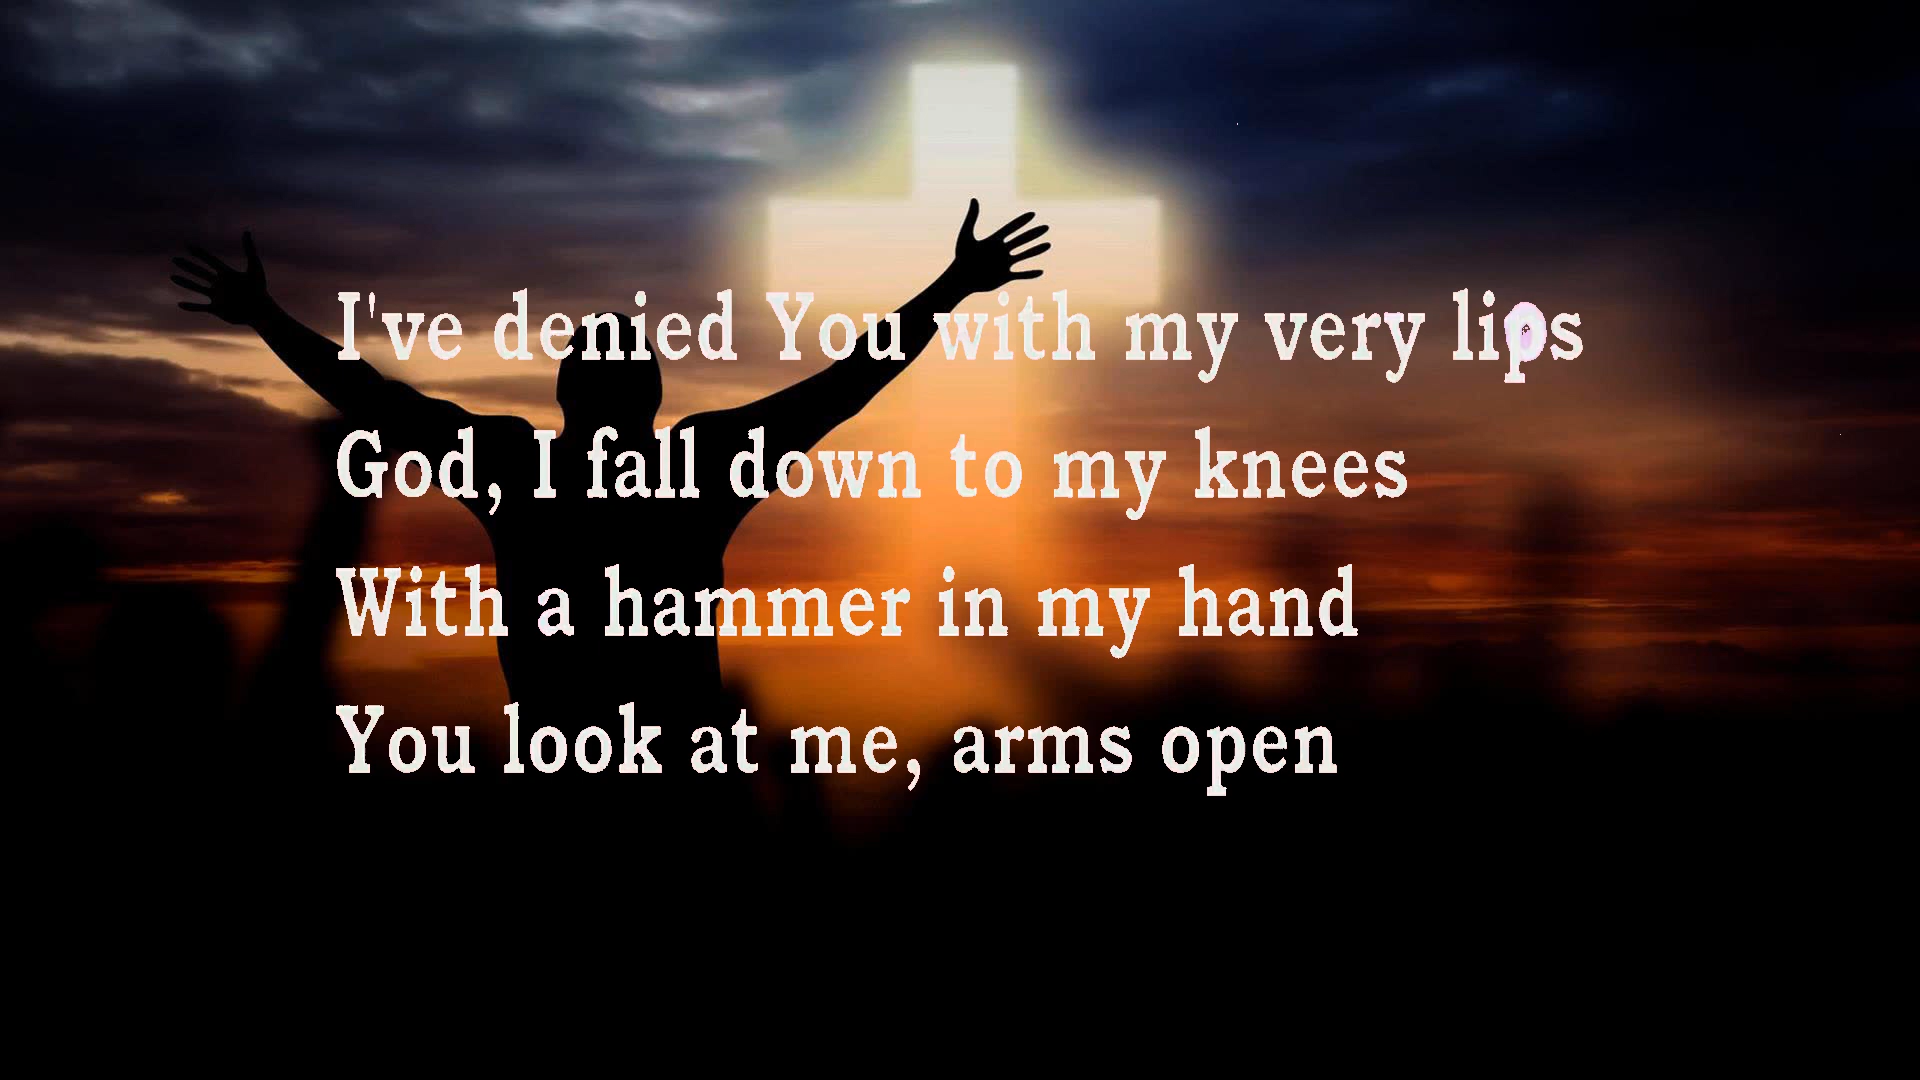 I've denied You with my very lips
God, I fall down to my knees
With a hammer in my hand
You look at me, arms open